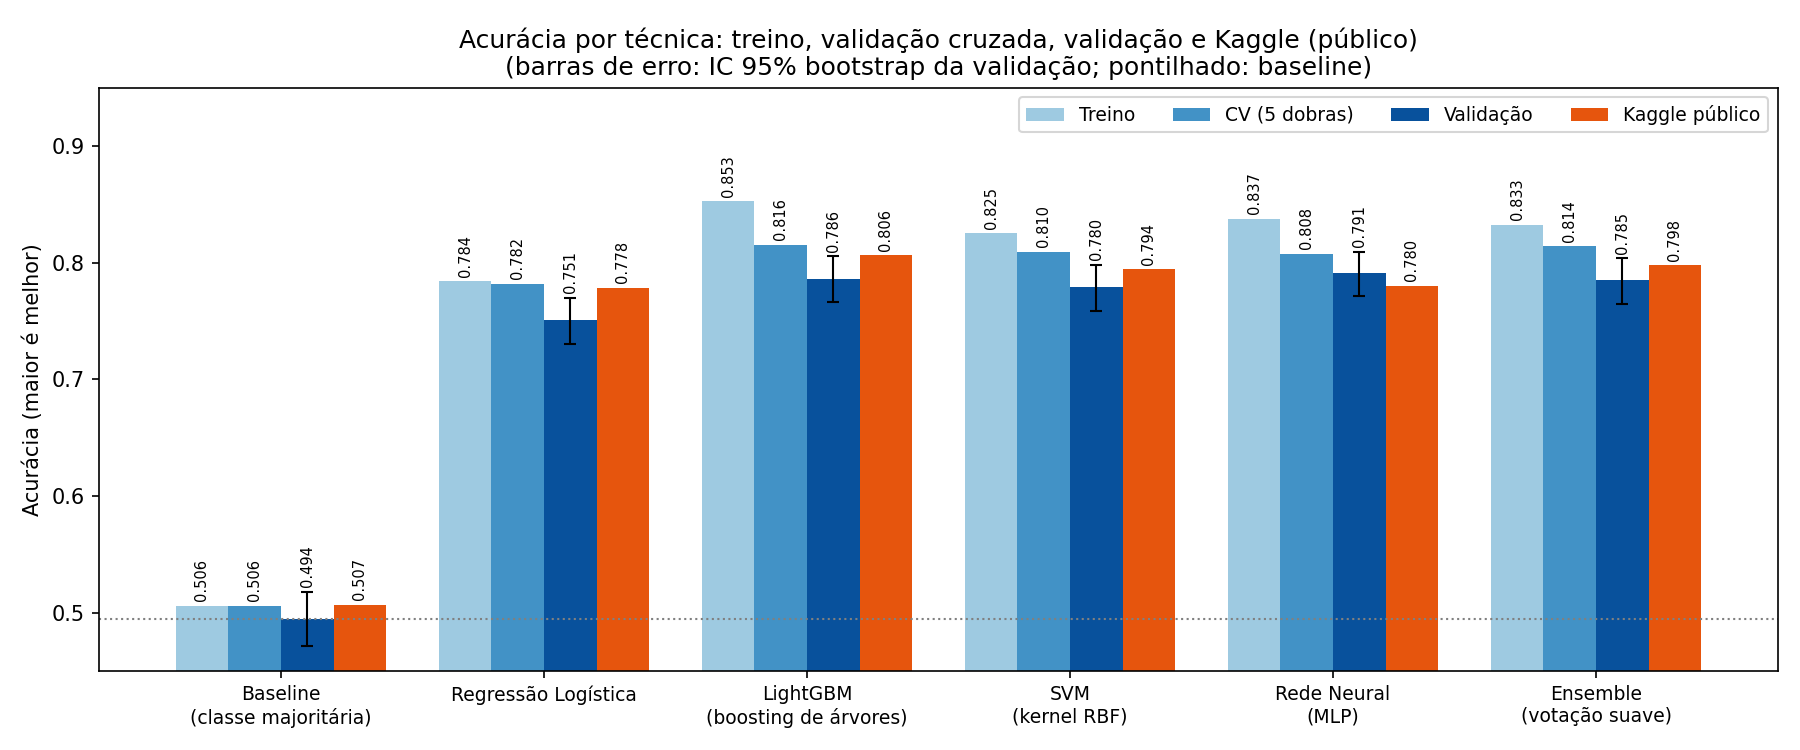 Acurácia por técnica: treino, validação cruzada, validação e Kaggle (público)
(barras de erro: IC 95% bootstrap da validação; pontilhado: baseline)
Treino
CV (5 dobras)
Validação
Kaggle público
Acurácia (maior é melhor)
0.9
0.8
0.7
0.6
0.5
0.506
0.506
0.494
0.507
0.784
0.782
0.751
0.778
0.853
0.816
0.786
0.806
0.825
0.810
0.780
0.794
0.837
0.808
0.791
0.780
0.833
0.814
0.785
0.798
Baseline
(classe majoritária)
Regressão Logística
LightGBM
(boosting de árvores)
SVM
(kernel RBF)
Rede Neural
(MLP)
Ensemble
(votação suave)